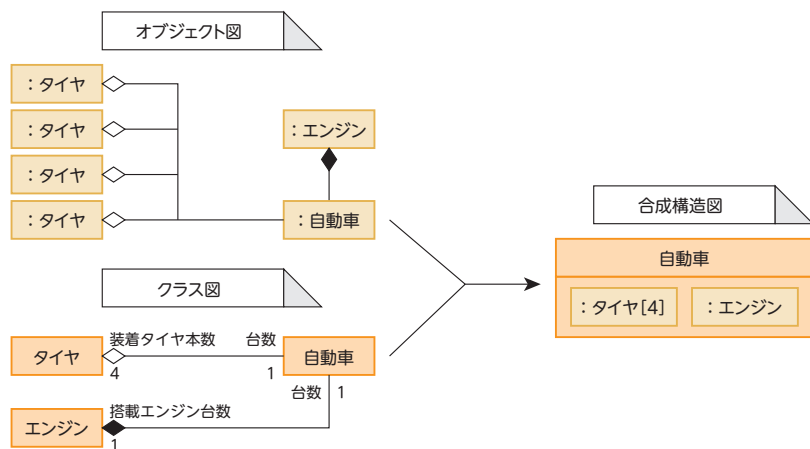 オブジェクト図
：タイヤ
：タイヤ
：エンジン
：タイヤ
：タイヤ
：自動車
合成構造図
自動車
：タイヤ[4]
：エンジン
クラス図
装着タイヤ本数
台数
タイヤ
自動車
4
1
台数
1
搭載エンジン台数
エンジン
1